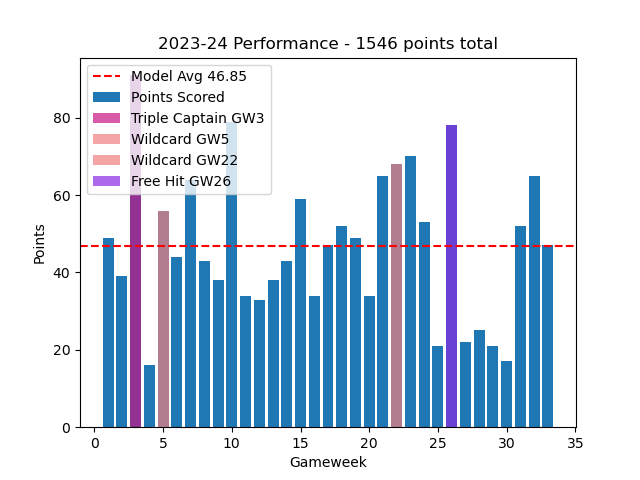 2023-24 Performance - 1546 points total
Model Avg 46.85
Points Scored
Triple Captain GW3
Wildcard GW5
Wildcard GW22
Free Hit GW26
Points
80
60
40
20
0
0 5 10 15 20 25 30 35
Gameweek